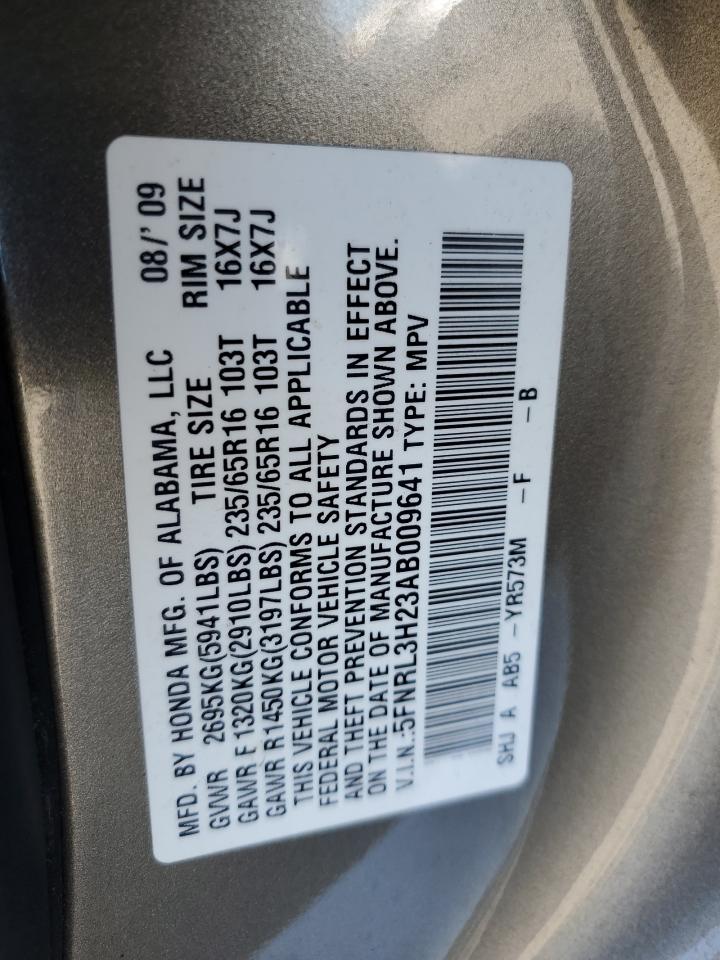 MFD. BY HONDA MFG. OF ALABAMA, LLC 08/' 09
GVWR 2695KG(5941LBS) TIRE SIZE RIM SIZE
GAWR F 1320KG(2910LBS) 235/65R16 103T 16X7J
GAWR R 1450KG(3197LBS) 235/65R16 103T 16X7J
THIS VEHICLE CONFORMS TO ALL APPLICABLE
FEDERAL MOTOR VEHICLE SAFETY
AND THEFT PREVENTION STANDARDS IN EFFECT
ON THE DATE OF MANUFACTURE SHOWN ABOVE.
V.I.N.:5FNRL3H23AB009641 TYPE: MPV
SHJ A AB5 -YR573M -F -B